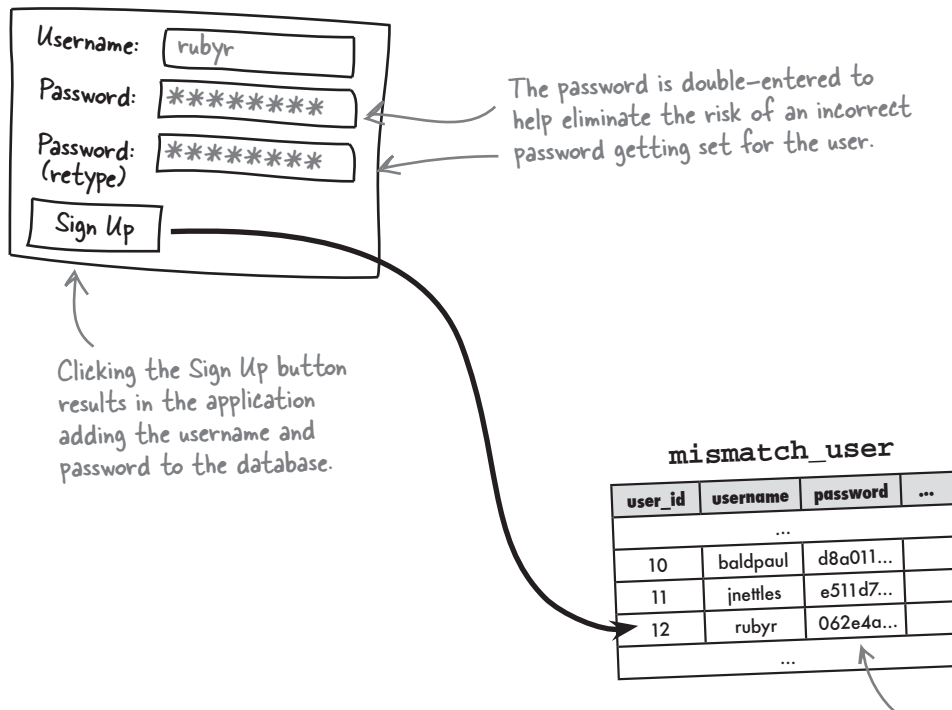 Username: rubyr
Password: ********
Password: ********
(retype)
Sign Up
The password is double-entered to
help eliminate the risk of an incorrect
password getting set for the user.
Clicking the Sign Up button
results in the application
adding the username and
password to the database.
mismatch_user
user_id username password ...
...
10 baldpaul d8a011...
11 jnettles e511d7...
12 rubyr 062e4a...
...